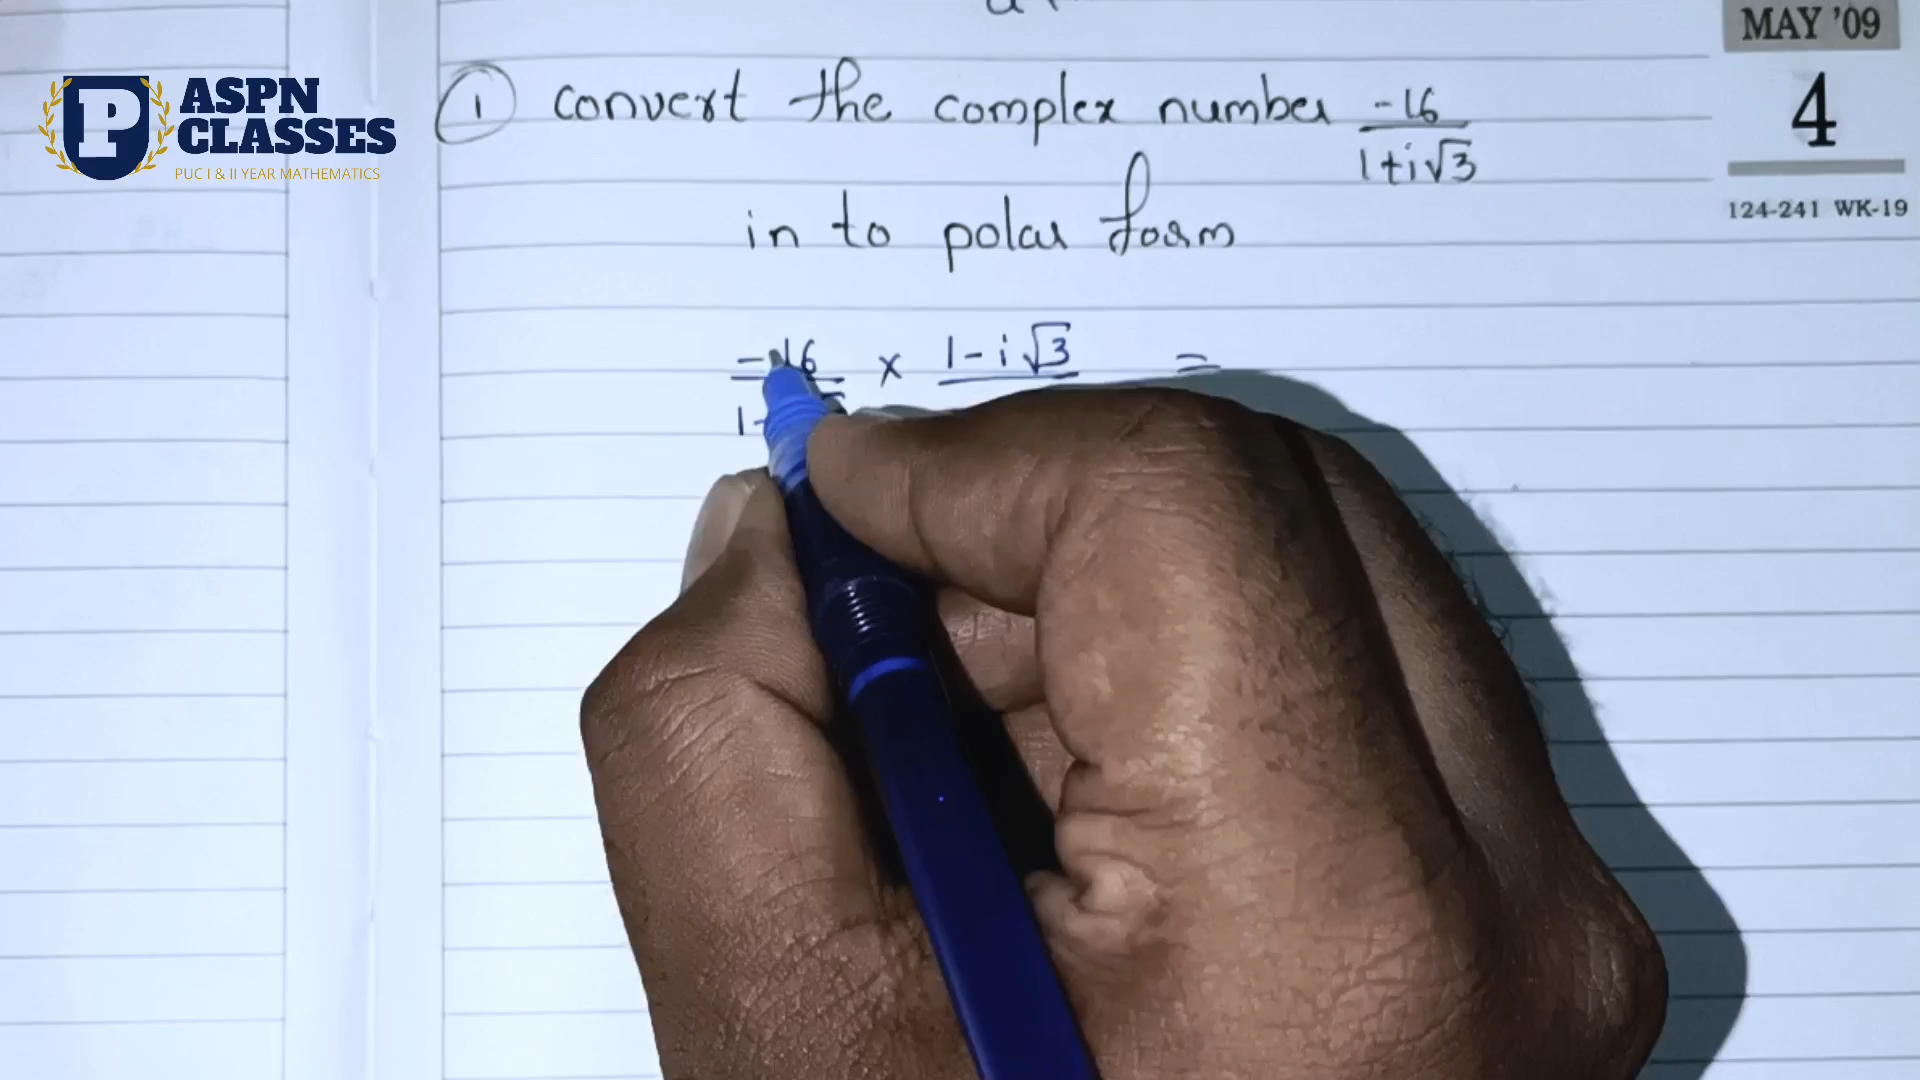 MAY '09
ASPN
CLASSES
PUC I & II YEAR MATHEMATICS
1 convert the complex number -16
1+i√3
in to polar form
4
124-241 WK-19
-16 × 1-i√3 =